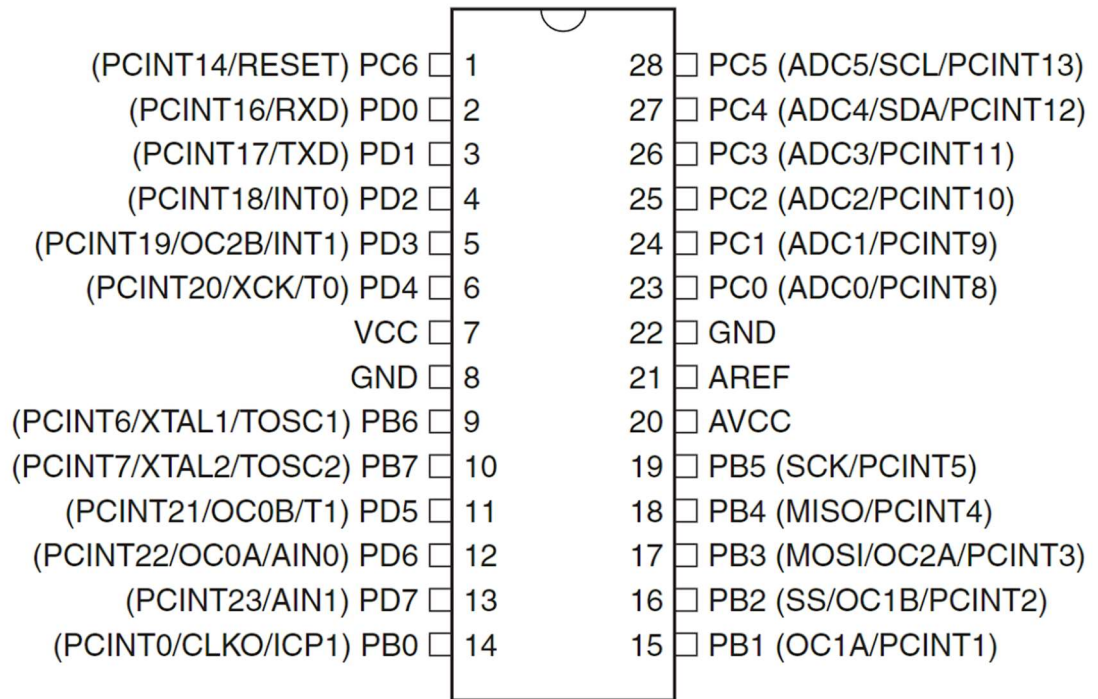 (PCINT14/RESET) PC6 1 28 PC5 (ADC5/SCL/PCINT13)
(PCINT16/RXD) PD0 2 27 PC4 (ADC4/SDA/PCINT12)
(PCINT17/TXD) PD1 3 26 PC3 (ADC3/PCINT11)
(PCINT18/INT0) PD2 4 25 PC2 (ADC2/PCINT10)
(PCINT19/OC2B/INT1) PD3 5 24 PC1 (ADC1/PCINT9)
(PCINT20/XCK/T0) PD4 6 23 PC0 (ADC0/PCINT8)
VCC 7 22 GND
GND 8 21 AREF
(PCINT6/XTAL1/TOSC1) PB6 9 20 AVCC
(PCINT7/XTAL2/TOSC2) PB7 10 19 PB5 (SCK/PCINT5)
(PCINT21/OC0B/T1) PD5 11 18 PB4 (MISO/PCINT4)
(PCINT22/OC0A/AIN0) PD6 12 17 PB3 (MOSI/OC2A/PCINT3)
(PCINT23/AIN1) PD7 13 16 PB2 (SS/OC1B/PCINT2)
(PCINT0/CLKO/ICP1) PB0 14 15 PB1 (OC1A/PCINT1)